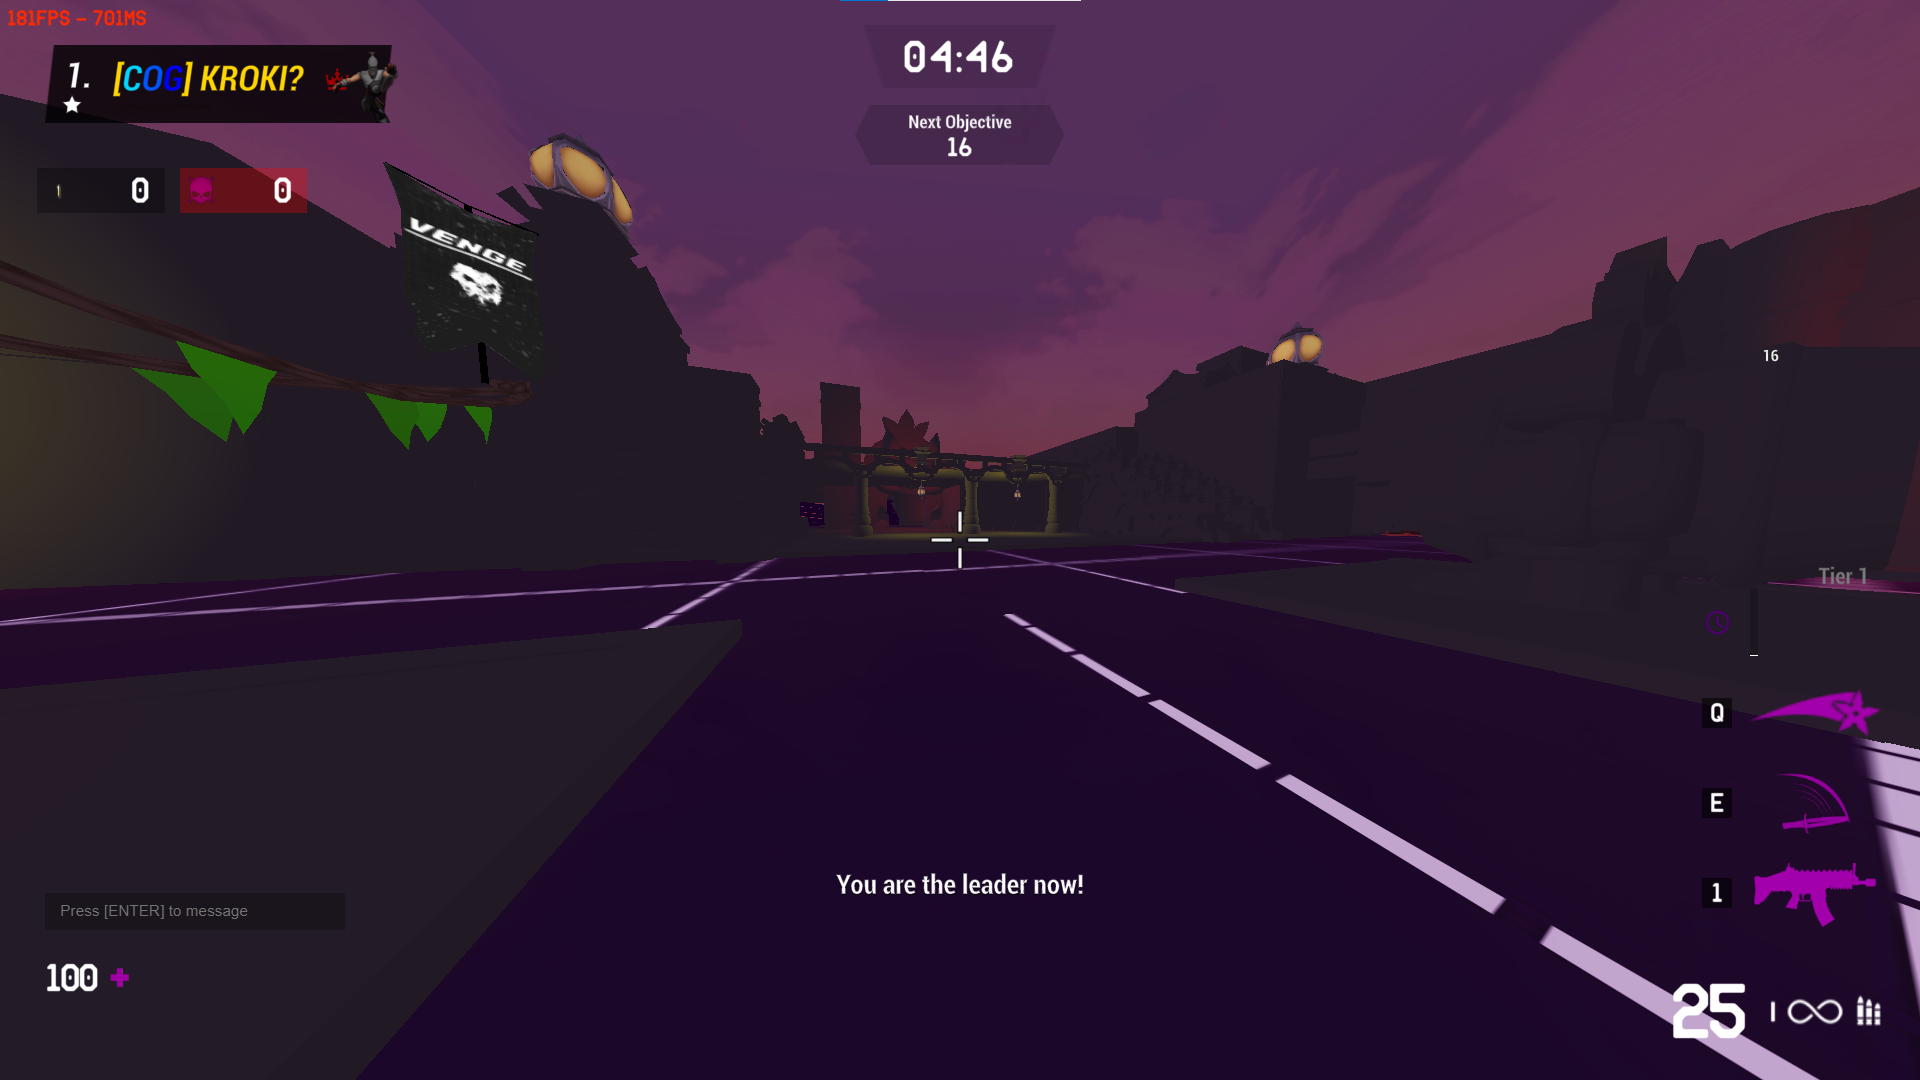 181FPS – 701MS
1. [COG] KROKI?
04:46
Next Objective
16
1 0 0
VENGE
16
Tier 1
Q
E
1
You are the leader now!
Press [ENTER] to message
100 +
25 | ∞